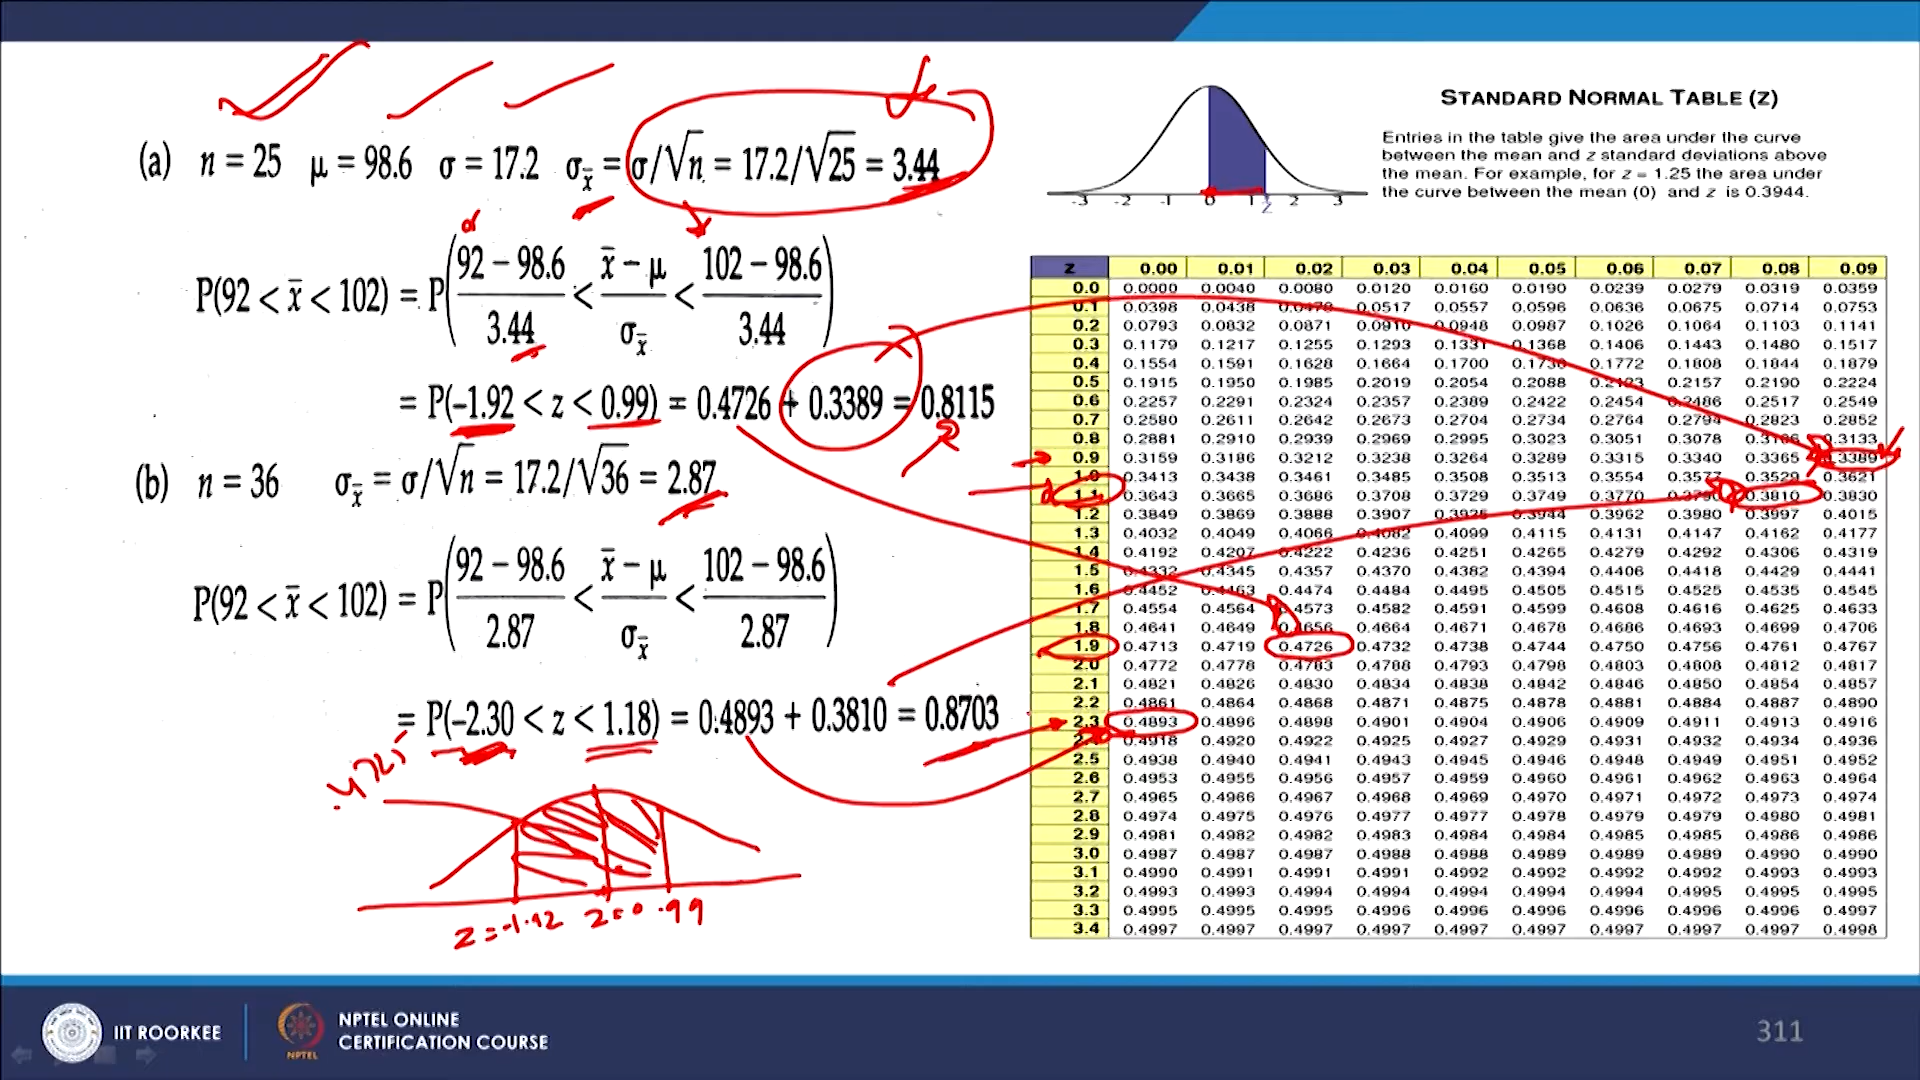 (a) n = 25 μ = 98.6 σ = 17.2 σx̄ = σ/√n = 17.2/√25 = 3.44
P(92 < x̄ < 102) = P( (92 − 98.6)/3.44 < (x̄ − μ)/σx̄ < (102 − 98.6)/3.44 )
= P(−1.92 < z < 0.99) = 0.4726 + 0.3389 = 0.8115
(b) n = 36 σx̄ = σ/√n = 17.2/√36 = 2.87
P(92 < x̄ < 102) = P( (92 − 98.6)/2.87 < (x̄ − μ)/σx̄ < (102 − 98.6)/2.87 )
= P(−2.30 < z < 1.18) = 0.4893 + 0.3810 = 0.8703
z=-1.92 z=0 .99
STANDARD NORMAL TABLE (Z)
Entries in the table give the area under the curve
between the mean and z standard deviations above
the mean. For example, for z = 1.25 the area under
the curve between the mean (0) and z is 0.3944.
-3 -2 -1 0 1 Z 2 3
z 0.00 0.01 0.02 0.03 0.04 0.05 0.06 0.07 0.08 0.09
0.0 0.0000 0.0040 0.0080 0.0120 0.0160 0.0190 0.0239 0.0279 0.0319 0.0359
0.1 0.0398 0.0438 0.0478 0.0517 0.0557 0.0596 0.0636 0.0675 0.0714 0.0753
0.2 0.0793 0.0832 0.0871 0.0910 0.0948 0.0987 0.1026 0.1064 0.1103 0.1141
0.3 0.1179 0.1217 0.1255 0.1293 0.1331 0.1368 0.1406 0.1443 0.1480 0.1517
0.4 0.1554 0.1591 0.1628 0.1664 0.1700 0.1736 0.1772 0.1808 0.1844 0.1879
0.5 0.1915 0.1950 0.1985 0.2019 0.2054 0.2088 0.2123 0.2157 0.2190 0.2224
0.6 0.2257 0.2291 0.2324 0.2357 0.2389 0.2422 0.2454 0.2486 0.2517 0.2549
0.7 0.2580 0.2611 0.2642 0.2673 0.2704 0.2734 0.2764 0.2794 0.2823 0.2852
0.8 0.2881 0.2910 0.2939 0.2969 0.2995 0.3023 0.3051 0.3078 0.3106 0.3133
0.9 0.3159 0.3186 0.3212 0.3238 0.3264 0.3289 0.3315 0.3340 0.3365 0.3389
1.0 0.3413 0.3438 0.3461 0.3485 0.3508 0.3513 0.3554 0.3577 0.3529 0.3621
1.1 0.3643 0.3665 0.3686 0.3708 0.3729 0.3749 0.3770 0.3790 0.3810 0.3830
1.2 0.3849 0.3869 0.3888 0.3907 0.3925 0.3944 0.3962 0.3980 0.3997 0.4015
1.3 0.4032 0.4049 0.4066 0.4082 0.4099 0.4115 0.4131 0.4147 0.4162 0.4177
1.4 0.4192 0.4207 0.4222 0.4236 0.4251 0.4265 0.4279 0.4292 0.4306 0.4319
1.5 0.4332 0.4345 0.4357 0.4370 0.4382 0.4394 0.4406 0.4418 0.4429 0.4441
1.6 0.4452 0.4463 0.4474 0.4484 0.4495 0.4505 0.4515 0.4525 0.4535 0.4545
1.7 0.4554 0.4564 0.4573 0.4582 0.4591 0.4599 0.4608 0.4616 0.4625 0.4633
1.8 0.4641 0.4649 0.4656 0.4664 0.4671 0.4678 0.4686 0.4693 0.4699 0.4706
1.9 0.4713 0.4719 0.4726 0.4732 0.4738 0.4744 0.4750 0.4756 0.4761 0.4767
2.0 0.4772 0.4778 0.4783 0.4788 0.4793 0.4798 0.4803 0.4808 0.4812 0.4817
2.1 0.4821 0.4826 0.4830 0.4834 0.4838 0.4842 0.4846 0.4850 0.4854 0.4857
2.2 0.4861 0.4864 0.4868 0.4871 0.4875 0.4878 0.4881 0.4884 0.4887 0.4890
2.3 0.4893 0.4896 0.4898 0.4901 0.4904 0.4906 0.4909 0.4911 0.4913 0.4916
0.4918 0.4920 0.4922 0.4925 0.4927 0.4929 0.4931 0.4932 0.4934 0.4936
2.5 0.4938 0.4940 0.4941 0.4943 0.4945 0.4946 0.4948 0.4949 0.4951 0.4952
2.6 0.4953 0.4955 0.4956 0.4957 0.4959 0.4960 0.4961 0.4962 0.4963 0.4964
2.7 0.4965 0.4966 0.4967 0.4968 0.4969 0.4970 0.4971 0.4972 0.4973 0.4974
2.8 0.4974 0.4975 0.4976 0.4977 0.4977 0.4978 0.4979 0.4979 0.4980 0.4981
2.9 0.4981 0.4982 0.4982 0.4983 0.4984 0.4984 0.4985 0.4985 0.4986 0.4986
3.0 0.4987 0.4987 0.4987 0.4988 0.4988 0.4989 0.4989 0.4989 0.4990 0.4990
3.1 0.4990 0.4991 0.4991 0.4991 0.4992 0.4992 0.4992 0.4992 0.4993 0.4993
3.2 0.4993 0.4993 0.4994 0.4994 0.4994 0.4994 0.4994 0.4995 0.4995 0.4995
3.3 0.4995 0.4995 0.4995 0.4996 0.4996 0.4996 0.4996 0.4996 0.4996 0.4997
3.4 0.4997 0.4997 0.4997 0.4997 0.4997 0.4997 0.4997 0.4997 0.4997 0.4998
IIT ROORKEE
NPTEL
NPTEL ONLINE
CERTIFICATION COURSE
311